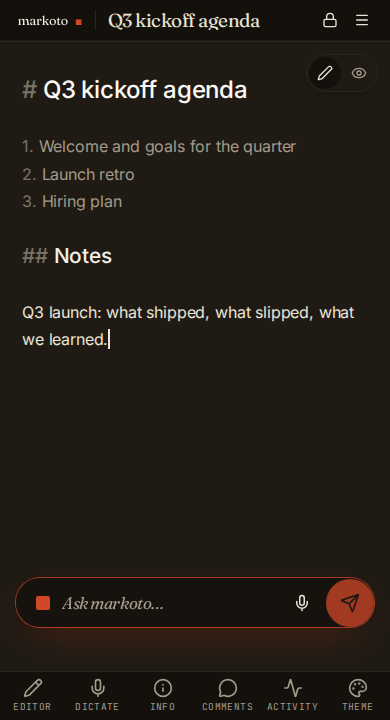 markoto
Q3 kickoff agenda
# Q3 kickoff agenda
1. Welcome and goals for the quarter
2. Launch retro
3. Hiring plan
## Notes
Q3 launch: what shipped, what slipped, what
we learned.
Ask markoto...
EDITOR DICTATE INFO COMMENTS ACTIVITY THEME